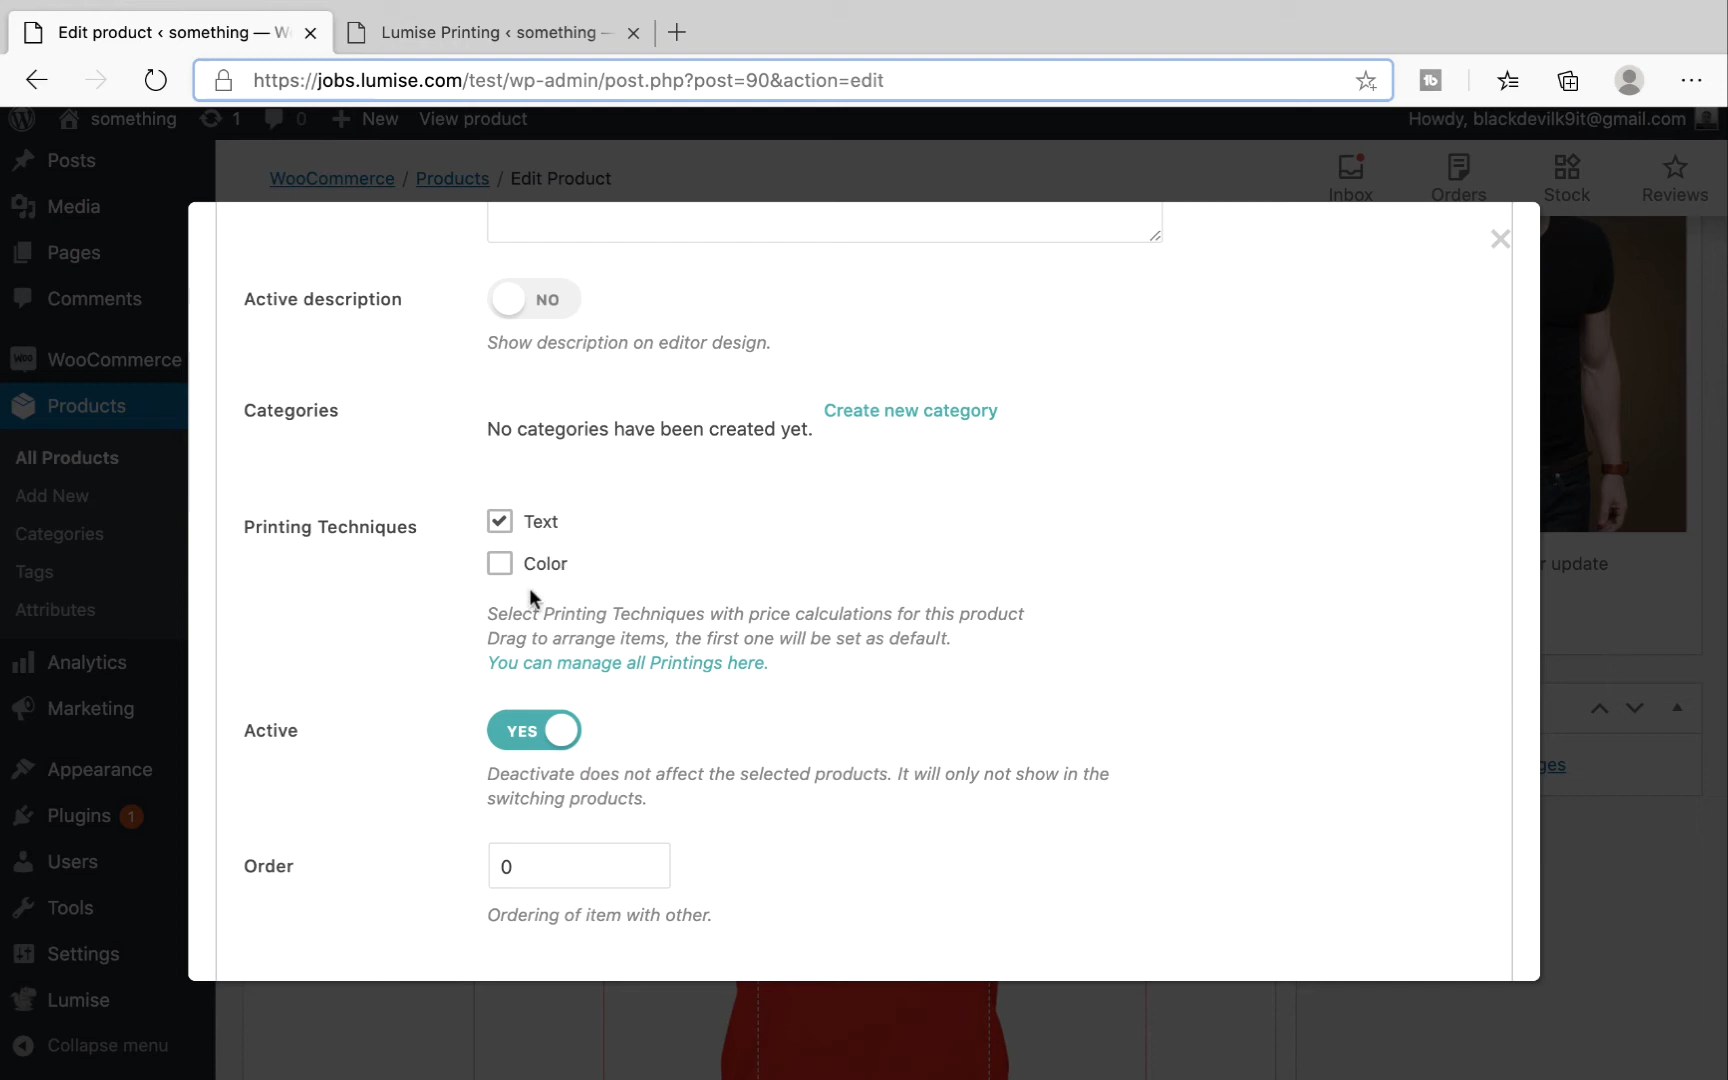 Edit product ‹ something — W
Lumise Printing ‹ something —
https://jobs.lumise.com/test/wp-admin/post.php?post=90&action=edit
something
1
0
New
View product
Howdy, blackdevilk9it@gmail.com
Posts
Media
Pages
Comments
WOO
WooCommerce
Products
All Products
Add New
Categories
Tags
Attributes
Analytics
Marketing
Appearance
Plugins 1
Users
Tools
Settings
Lumise
Collapse menu
WooCommerce / Products / Edit Product
Inbox
Orders
Stock
Reviews
Active description
NO
Show description on editor design.
Categories
Create new category
No categories have been created yet.
Printing Techniques
Text
Color
Select Printing Techniques with price calculations for this product
Drag to arrange items, the first one will be set as default.
You can manage all Printings here.
Active
YES
Deactivate does not affect the selected products. It will only not show in the
switching products.
Order
0
Ordering of item with other.
r update
ges